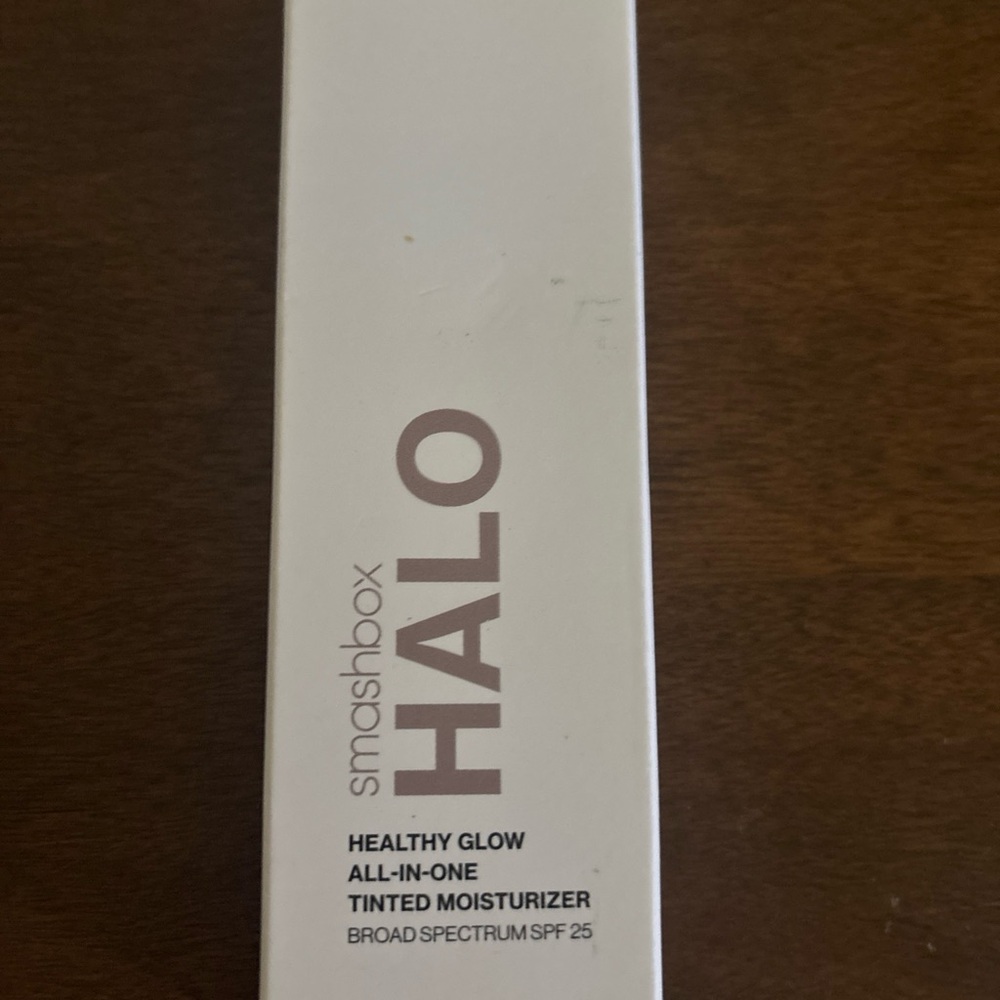 smashbox
HALO
HEALTHY GLOW
ALL-IN-ONE
TINTED MOISTURIZER
BROAD SPECTRUM SPF 25